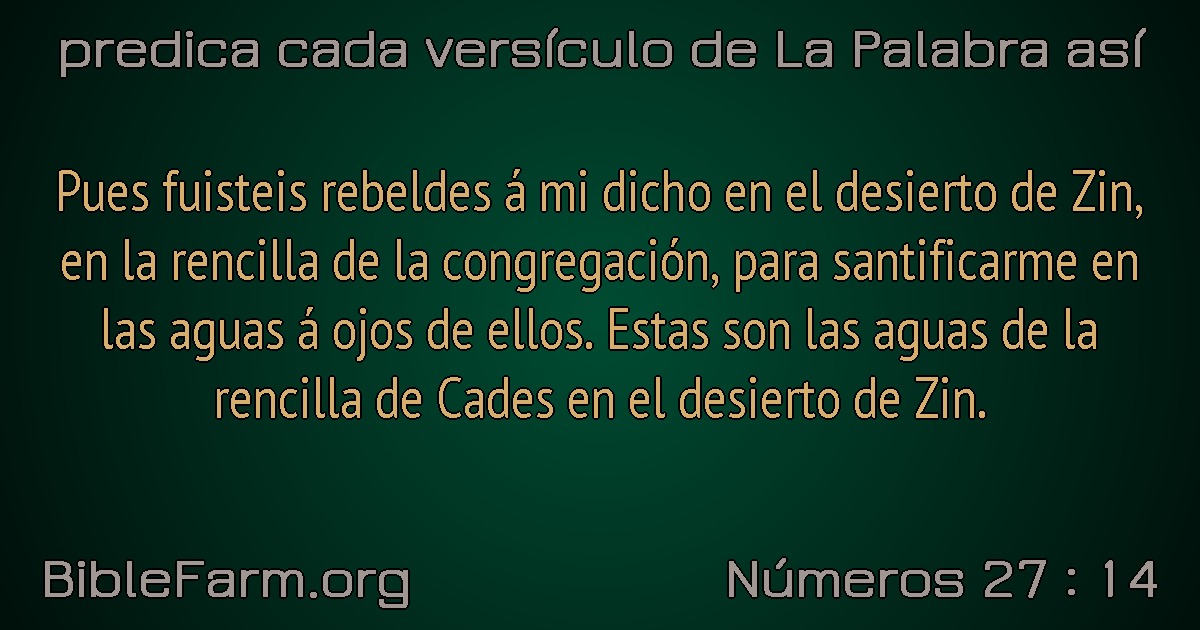 predica cada versículo de La Palabra así
Pues fuisteis rebeldes á mi dicho en el desierto de Zin,
en la rencilla de la congregación, para santificarme en
las aguas á ojos de ellos. Estas son las aguas de la
rencilla de Cades en el desierto de Zin.
BibleFarm.org
Números 27 : 14